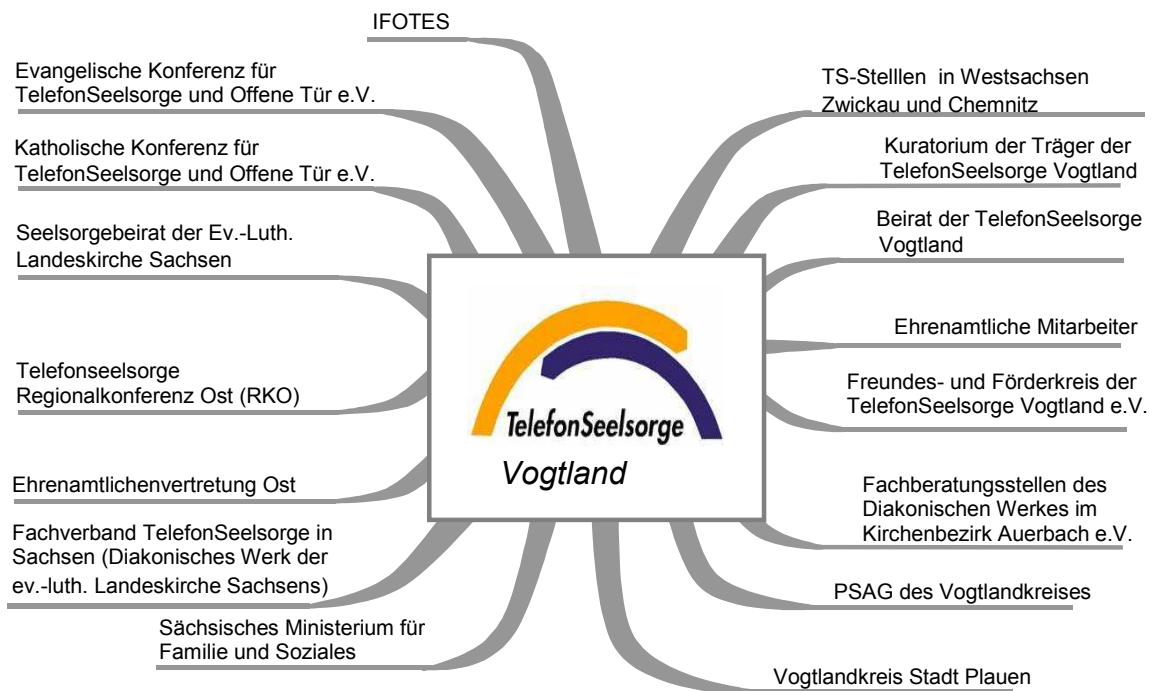 IFOTES
Evangelische Konferenz für
TelefonSeelsorge und Offene Tür e.V.
Katholische Konferenz für
TelefonSeelsorge und Offene Tür e.V.
Seelsorgebeirat der Ev.-Luth.
Landeskirche Sachsen
Telefonseelsorge
Regionalkonferenz Ost (RKO)
Ehrenamtlichenvertretung Ost
Fachverband TelefonSeelsorge in
Sachsen (Diakonisches Werk der
ev.-luth. Landeskirche Sachsens)
Sächsisches Ministerium für
Familie und Soziales
TelefonSeelsorge
Vogtland
TS-Stelllen in Westsachsen
Zwickau und Chemnitz
Kuratorium der Träger der
TelefonSeelsorge Vogtland
Beirat der TelefonSeelsorge
Vogtland
Ehrenamtliche Mitarbeiter
Freundes- und Förderkreis der
TelefonSeelsorge Vogtland e.V.
Fachberatungsstellen des
Diakonischen Werkes im
Kirchenbezirk Auerbach e.V.
PSAG des Vogtlandkreises
Vogtlandkreis Stadt Plauen